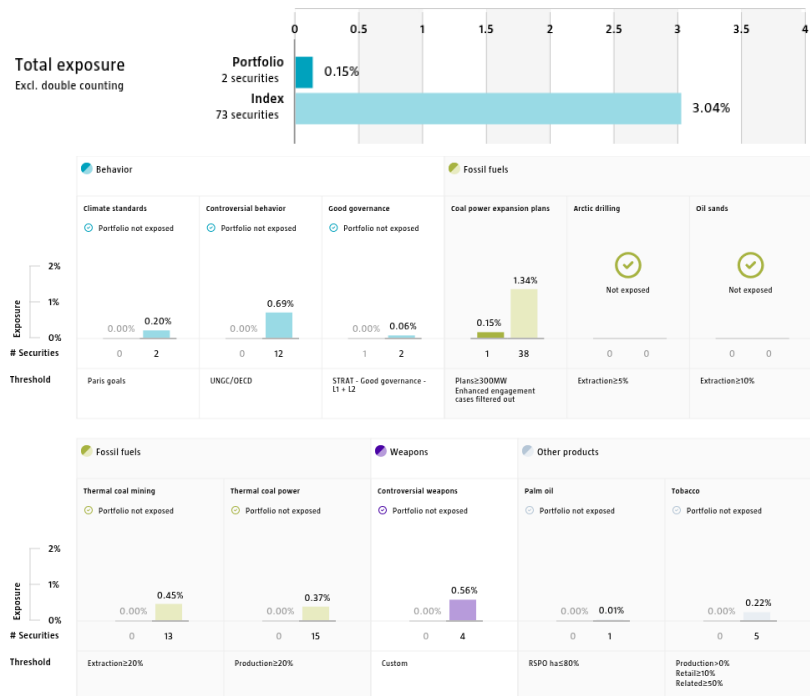 0 0.5 1 1.5 2 2.5 3 3.5 4
Total exposure
Excl. double counting
Portfolio
2 securities
0.15%
Index
73 securities
3.04%
Behavior
Fossil fuels
Climate standards
Controversial behavior
Good governance
Coal power expansion plans
Arctic drilling
Oil sands
Portfolio not exposed
Portfolio not exposed
Portfolio not exposed
Not exposed
Not exposed
Exposure
2%
1%
0%
0.00% 0.20%
0.00% 0.69%
0.00% 0.06%
0.15% 1.34%
# Securities
0 2
0 12
1 2
1 38
0 0
0 0
Threshold
Paris goals
UNGC/OECD
STRAT - Good governance -
L1 + L2
Plans≥300MW
Enhanced engagement
cases filtered out
Extraction≥5%
Extraction≥10%
Fossil fuels
Weapons
Other products
Thermal coal mining
Thermal coal power
Controversial weapons
Palm oil
Tobacco
Portfolio not exposed
Portfolio not exposed
Portfolio not exposed
Portfolio not exposed
Portfolio not exposed
Exposure
2%
1%
0%
0.00% 0.45%
0.00% 0.37%
0.00% 0.56%
0.00% 0.01%
0.00% 0.22%
# Securities
0 13
0 15
0 4
0 1
0 5
Threshold
Extraction≥20%
Production≥20%
Custom
RSPO ha≤80%
Production>0%
Retail≥10%
Related≥50%